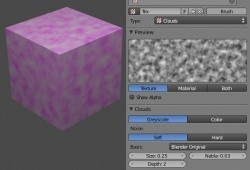 Tex
F
Brush
Type:
Clouds
Preview
Texture
Material
Both
Show Alpha
Clouds
Greyscale
Color
Noise:
Soft
Hard
Basis:
Blender Original
Size: 0.25
Nabla: 0.03
Depth: 2